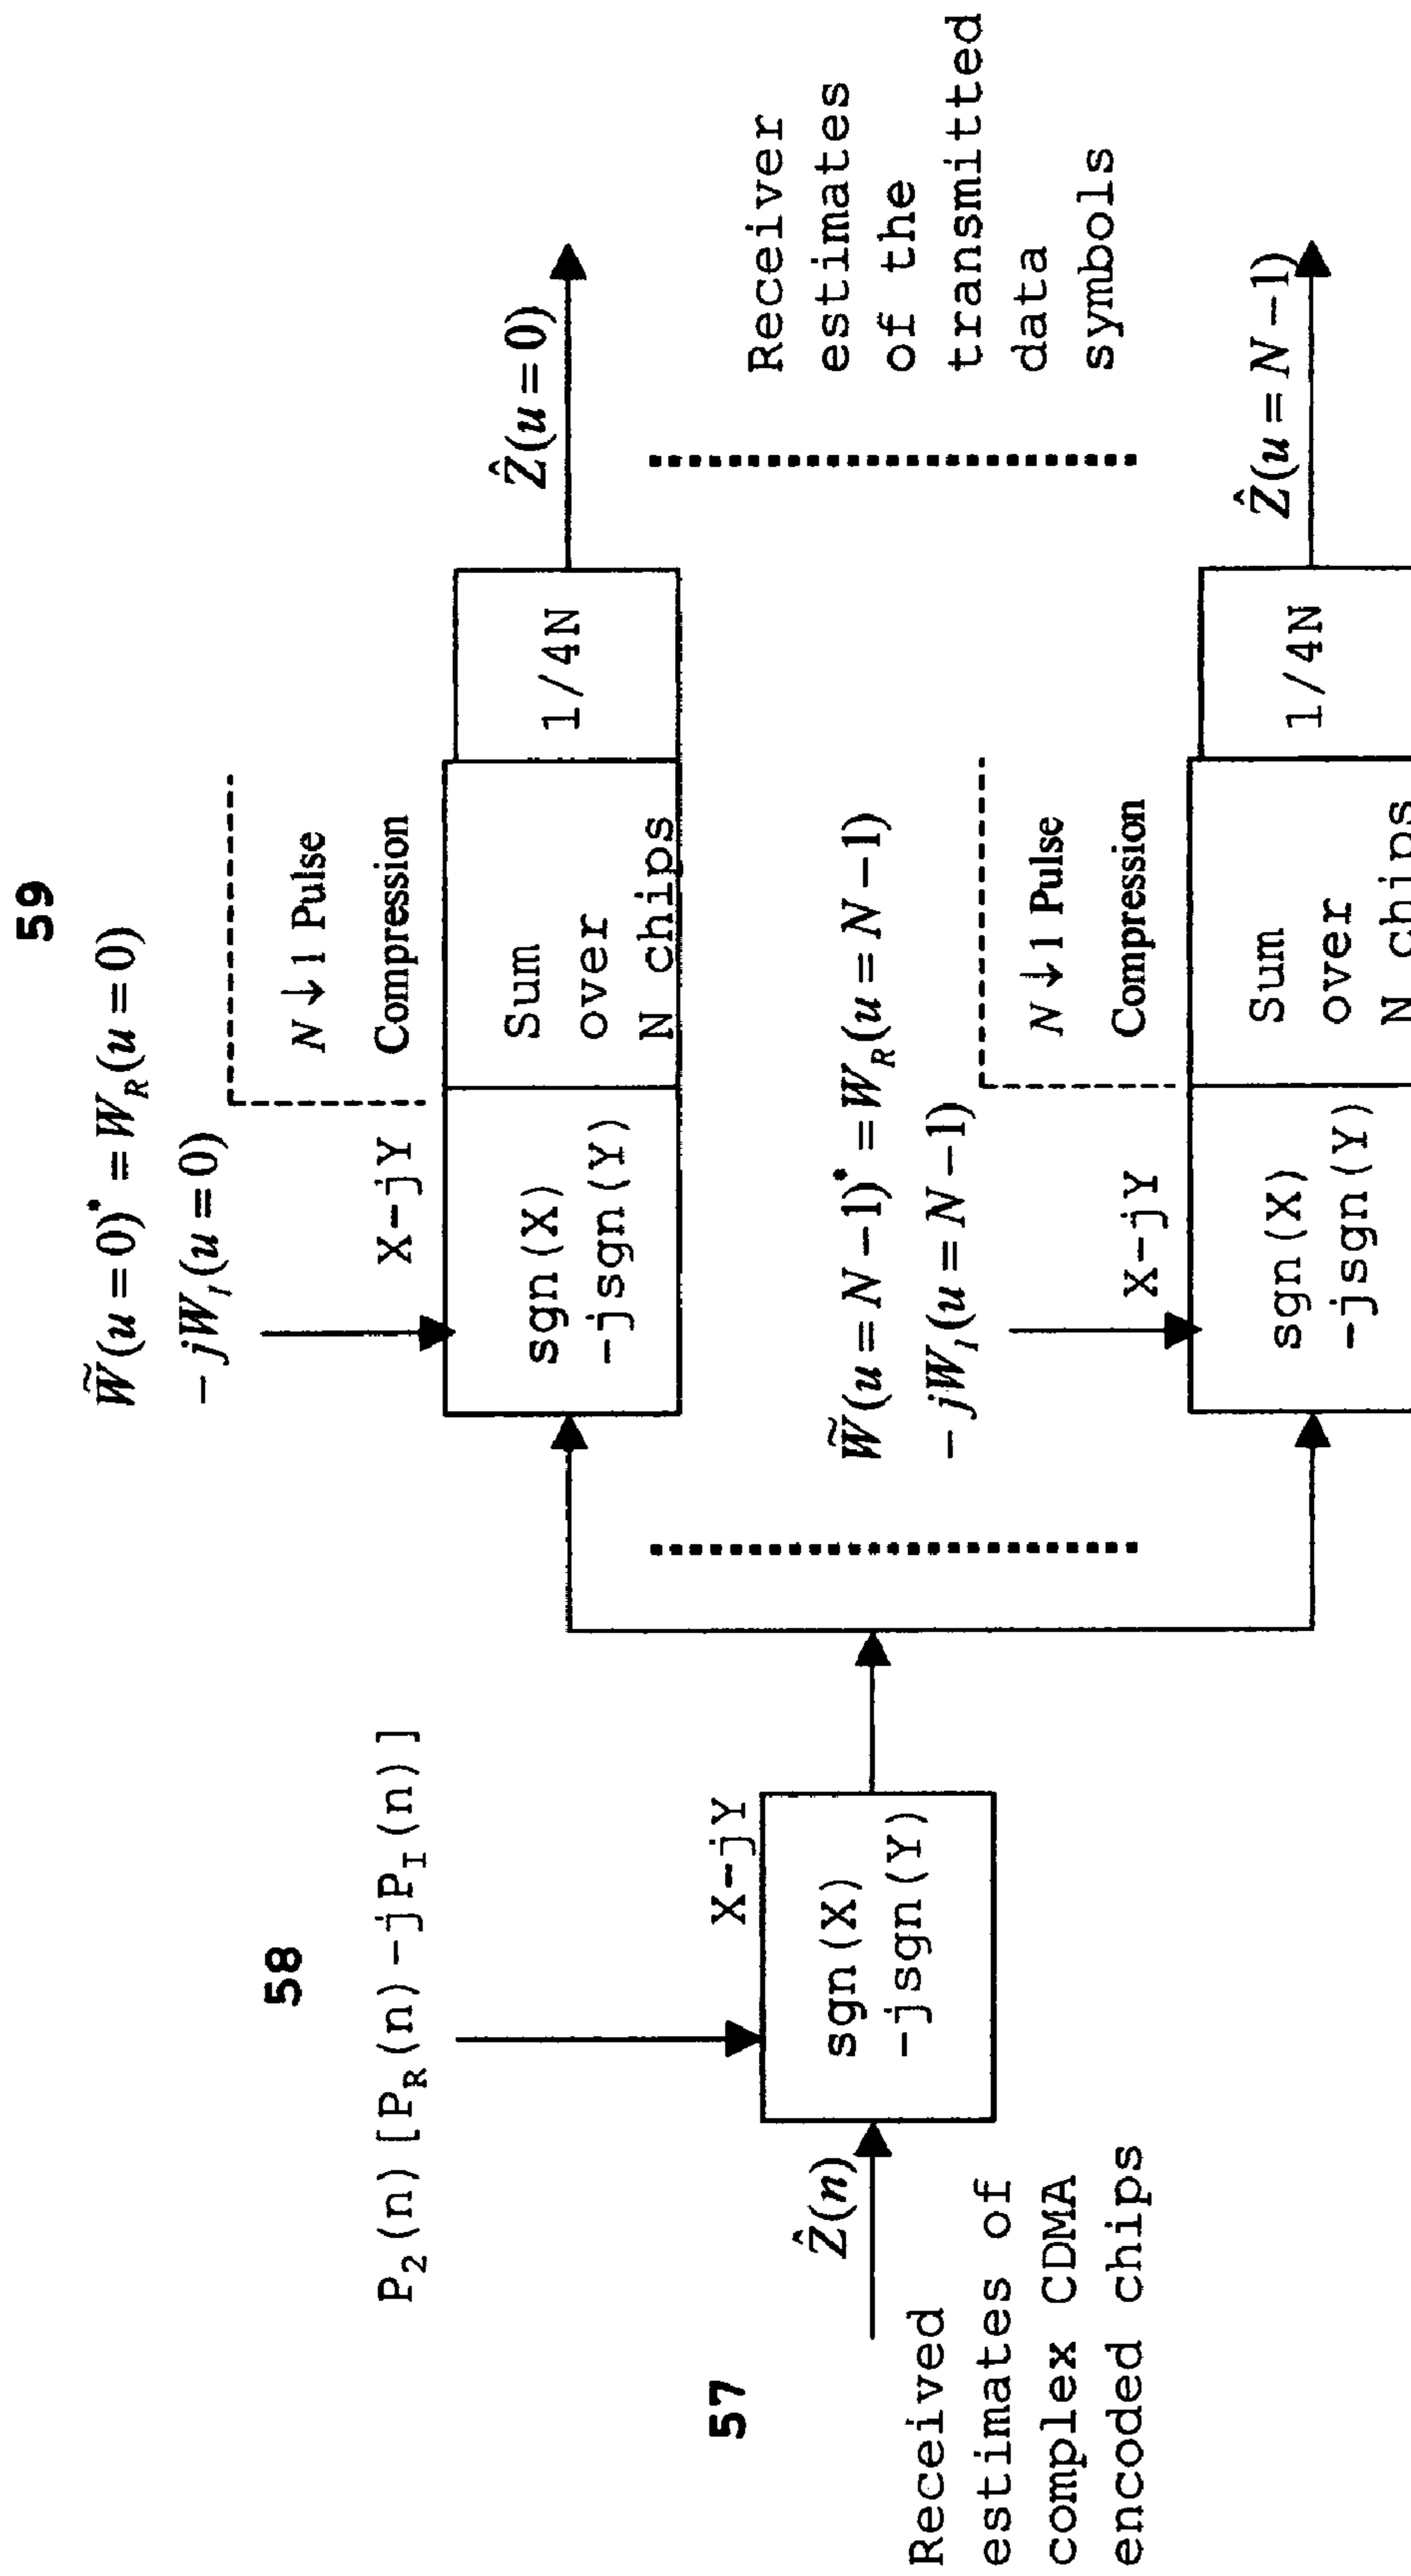 59
W̃(u=0)* = W_R(u=0)
− jW_I(u=0)
N↓1 Pulse
Compression
X-jY
sgn(X)
-jsgn(Y)
Sum
over
N chips
1/4N
Ẑ(u=0)
58
P₂(n)[P_R(n)-jP_I(n)]
X-jY
sgn(X)
-jsgn(Y)
57
Ẑ(n)
Received
estimates of
complex CDMA
encoded chips
Receiver
estimates
of the
transmitted
data
symbols
W̃(u=N−1)* = W_R(u=N−1)
− jW_I(u=N−1)
N↓1 Pulse
Compression
X-jY
sgn(X)
-jsgn(Y)
Sum
over
N chips
1/4N
Ẑ(u=N−1)